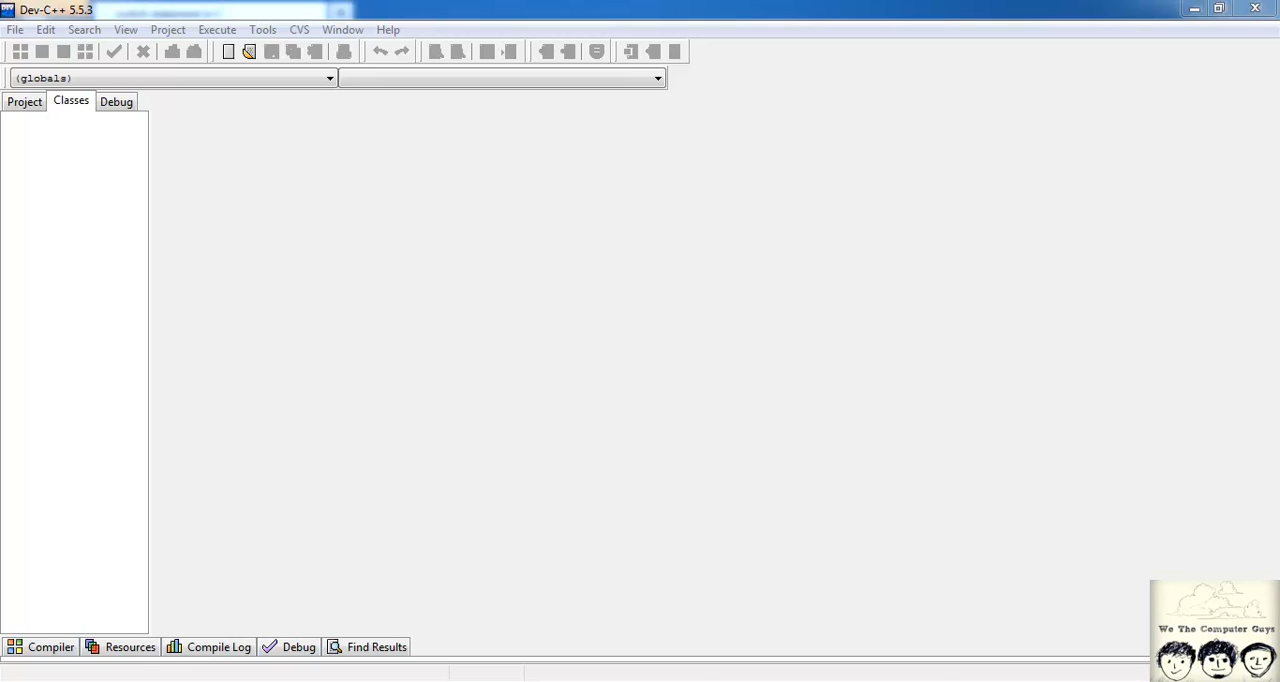 Dev-C++ 5.5.3
File Edit Search View Project Execute Tools CVS Window Help
(globals)
Project Classes Debug
Compiler Resources Compile Log Debug Find Results
We The Computer Guys